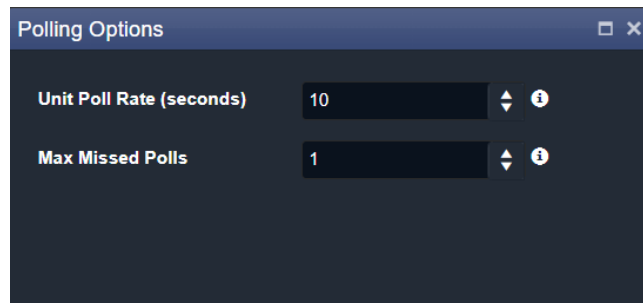 Polling Options
Unit Poll Rate (seconds) 10
Max Missed Polls 1